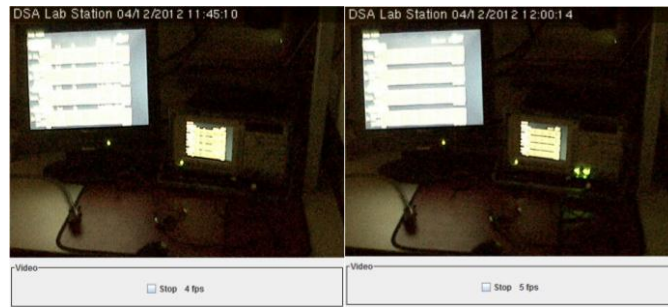 DSA Lab Station 04/12/2012 11:45:10
DSA Lab Station 04/12/2012 12:00:14
Video
Stop 4 fps
Video
Stop 5 fps